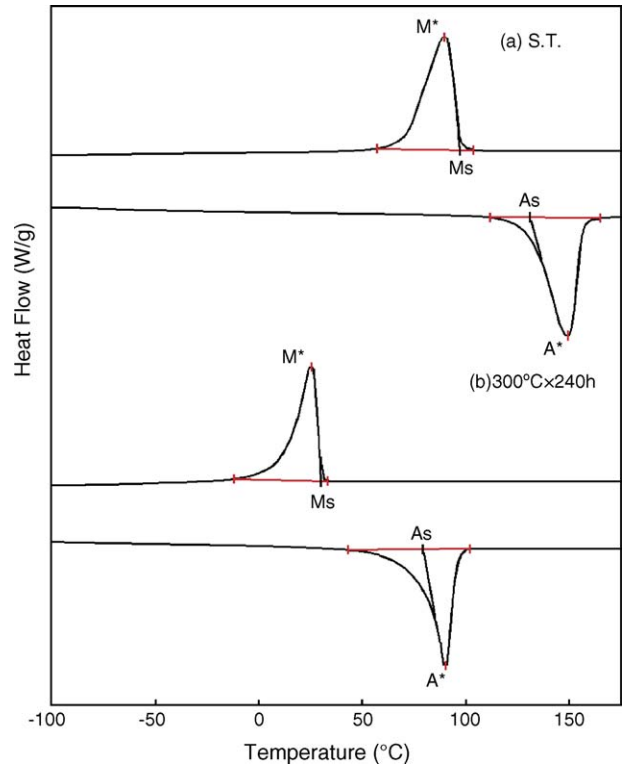 M*
(a) S.T.
Ms
As
A*
M*
(b)300ºC×240h
Ms
As
A*
Heat Flow (W/g)
-100 -50 0 50 100 150
Temperature (°C)